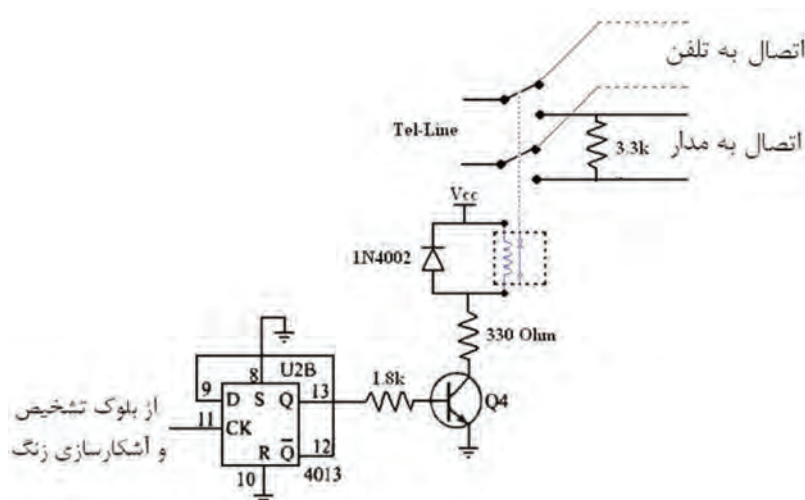 اتصال به تلفن
Tel-Line
اتصال به مدار
3.3k
Vcc
1N4002
330 Ohm
8
U2B
9
D S Q
13
1.8k
Q4
از بلوک تشخیص
11
CK
و آشکارسازی زنگ
R Q̅
12
10
4013